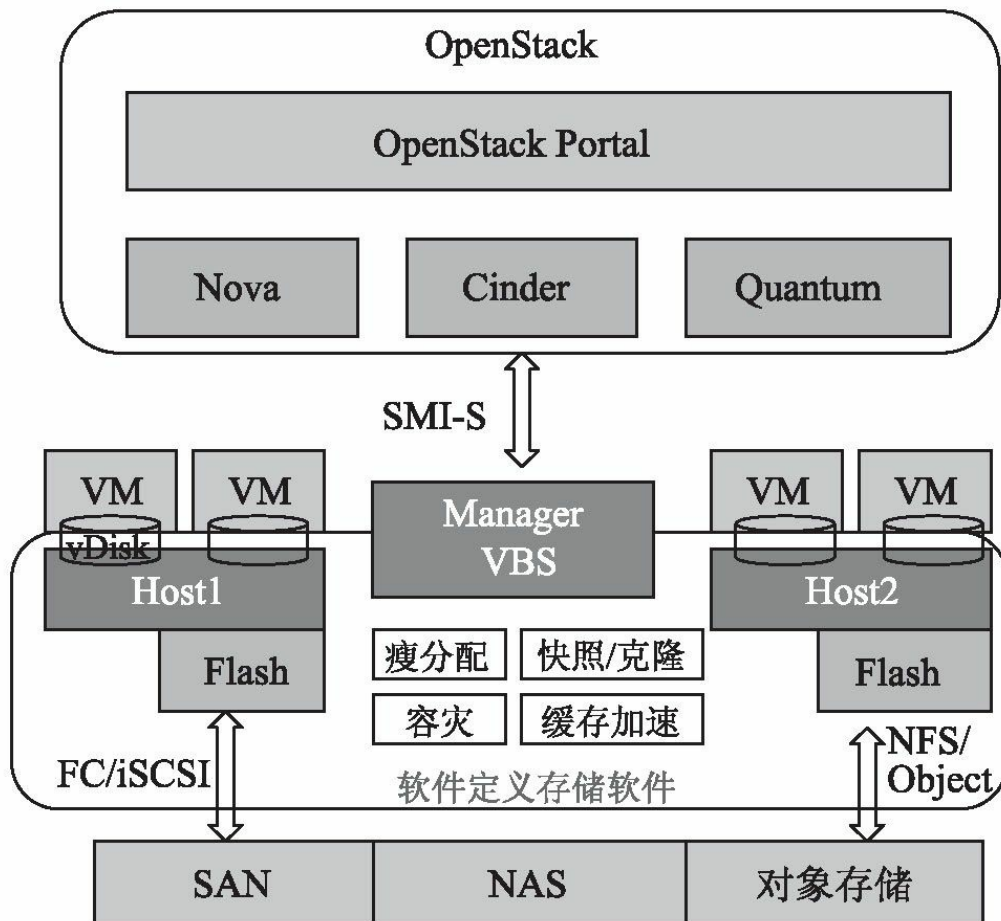 OpenStack
OpenStack Portal
Nova
Cinder
Quantum
SMI-S
VM
VM
Manager
VBS
VM
VM
vDisk
Host1
Host2
Flash
瘦分配
快照/克隆
Flash
容灾
缓存加速
FC/iSCSI
NFS/
Object
软件定义存储软件
SAN
NAS
对象存储